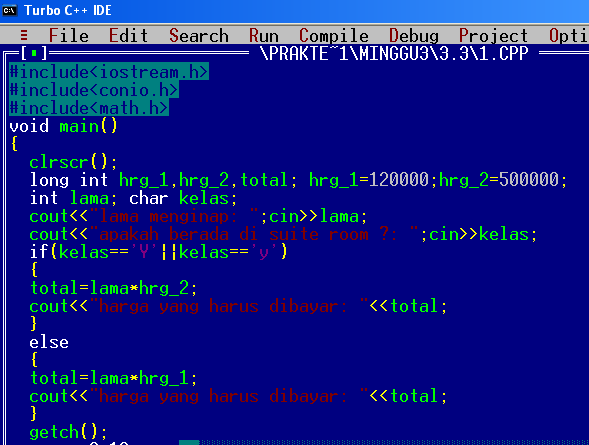 Turbo C++ IDE
≡ File Edit Search Run Compile Debug Project Opti
[■] \PRAKTE~1\MINGGU3\3.3\1.CPP
#include<iostream.h>
#include<conio.h>
#include<math.h>
void main()
{
clrscr();
long int hrg_1,hrg_2,total; hrg_1=120000;hrg_2=500000;
int lama; char kelas;
cout<<"lama menginap: ";cin>>lama;
cout<<"apakah berada di suite room ?: ";cin>>kelas;
if(kelas=='Y'||kelas=='y')
{
total=lama*hrg_2;
cout<<"harga yang harus dibayar: "<<total;
}
else
{
total=lama*hrg_1;
cout<<"harga yang harus dibayar: "<<total;
}
getch();